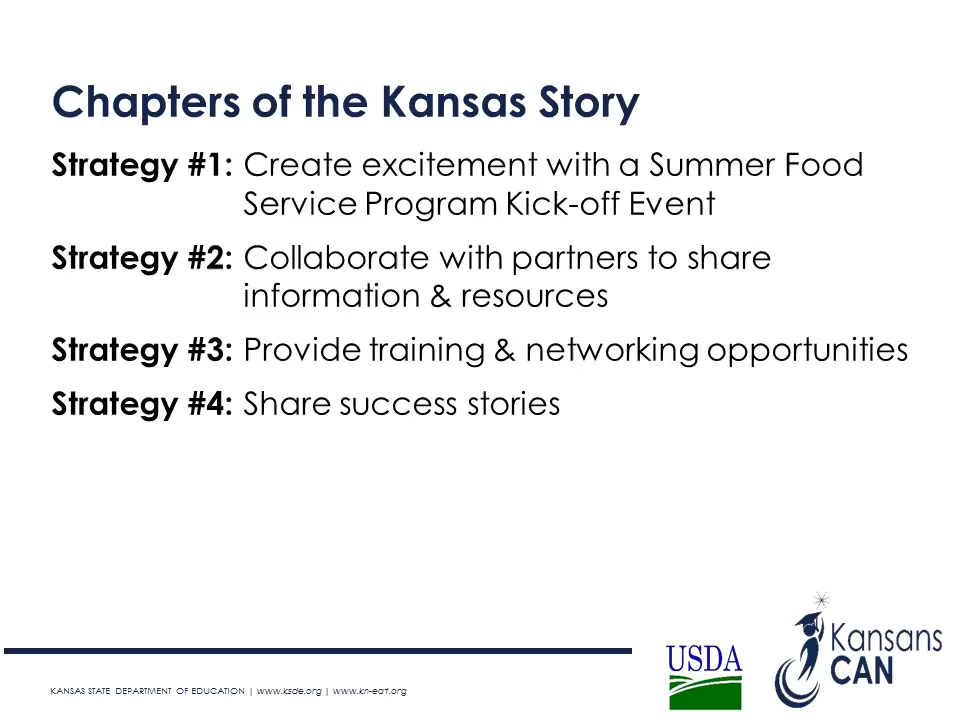 Chapters of the Kansas Story
Strategy #1: Create excitement with a Summer Food
Service Program Kick-off Event
Strategy #2: Collaborate with partners to share
information & resources
Strategy #3: Provide training & networking opportunities
Strategy #4: Share success stories
USDA
Kansans
CAN
KANSAS STATE DEPARTMENT OF EDUCATION | www.ksde.org | www.kn-eat.org